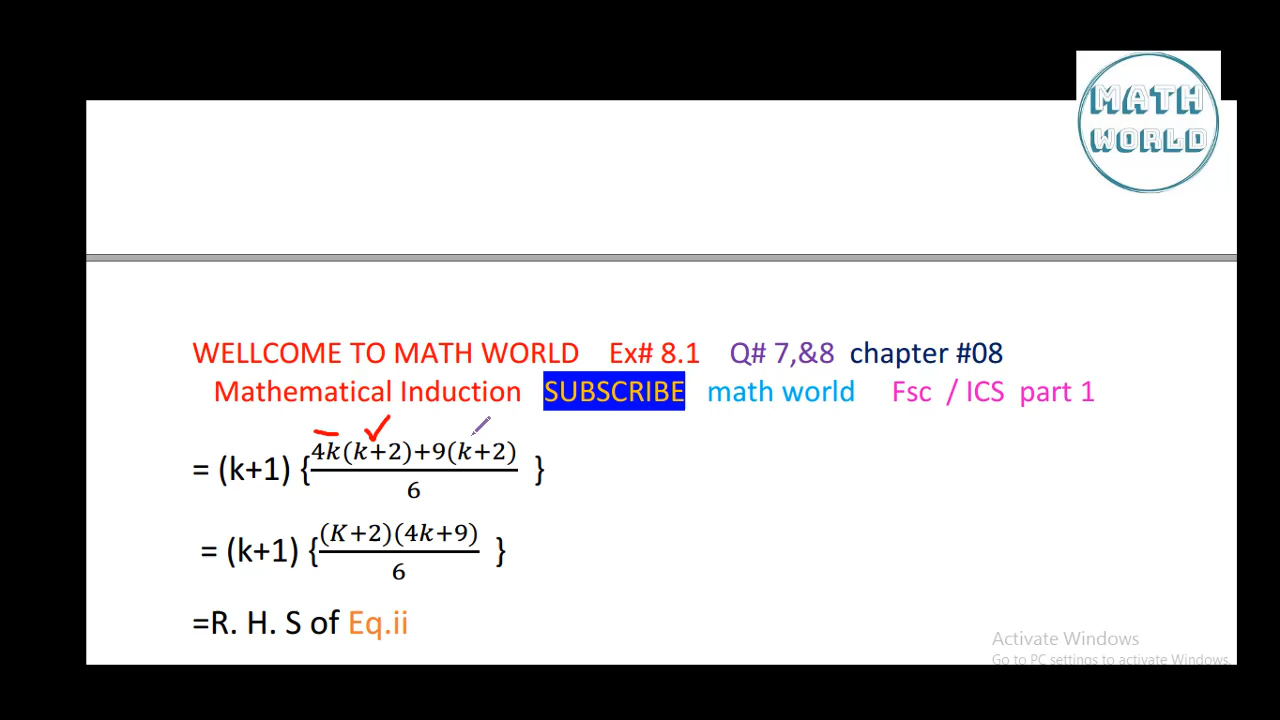 MATH
WORLD
WELLCOME TO MATH WORLD Ex# 8.1 Q# 7,&8 chapter #08
Mathematical Induction SUBSCRIBE math world Fsc / ICS part 1
= (k+1) {\frac{4k(k+2)+9(k+2)}{6} }
= (k+1) {\frac{(K+2)(4k+9)}{6} }
=R. H. S of Eq.ii
Activate Windows
Go to PC settings to activate Windows.